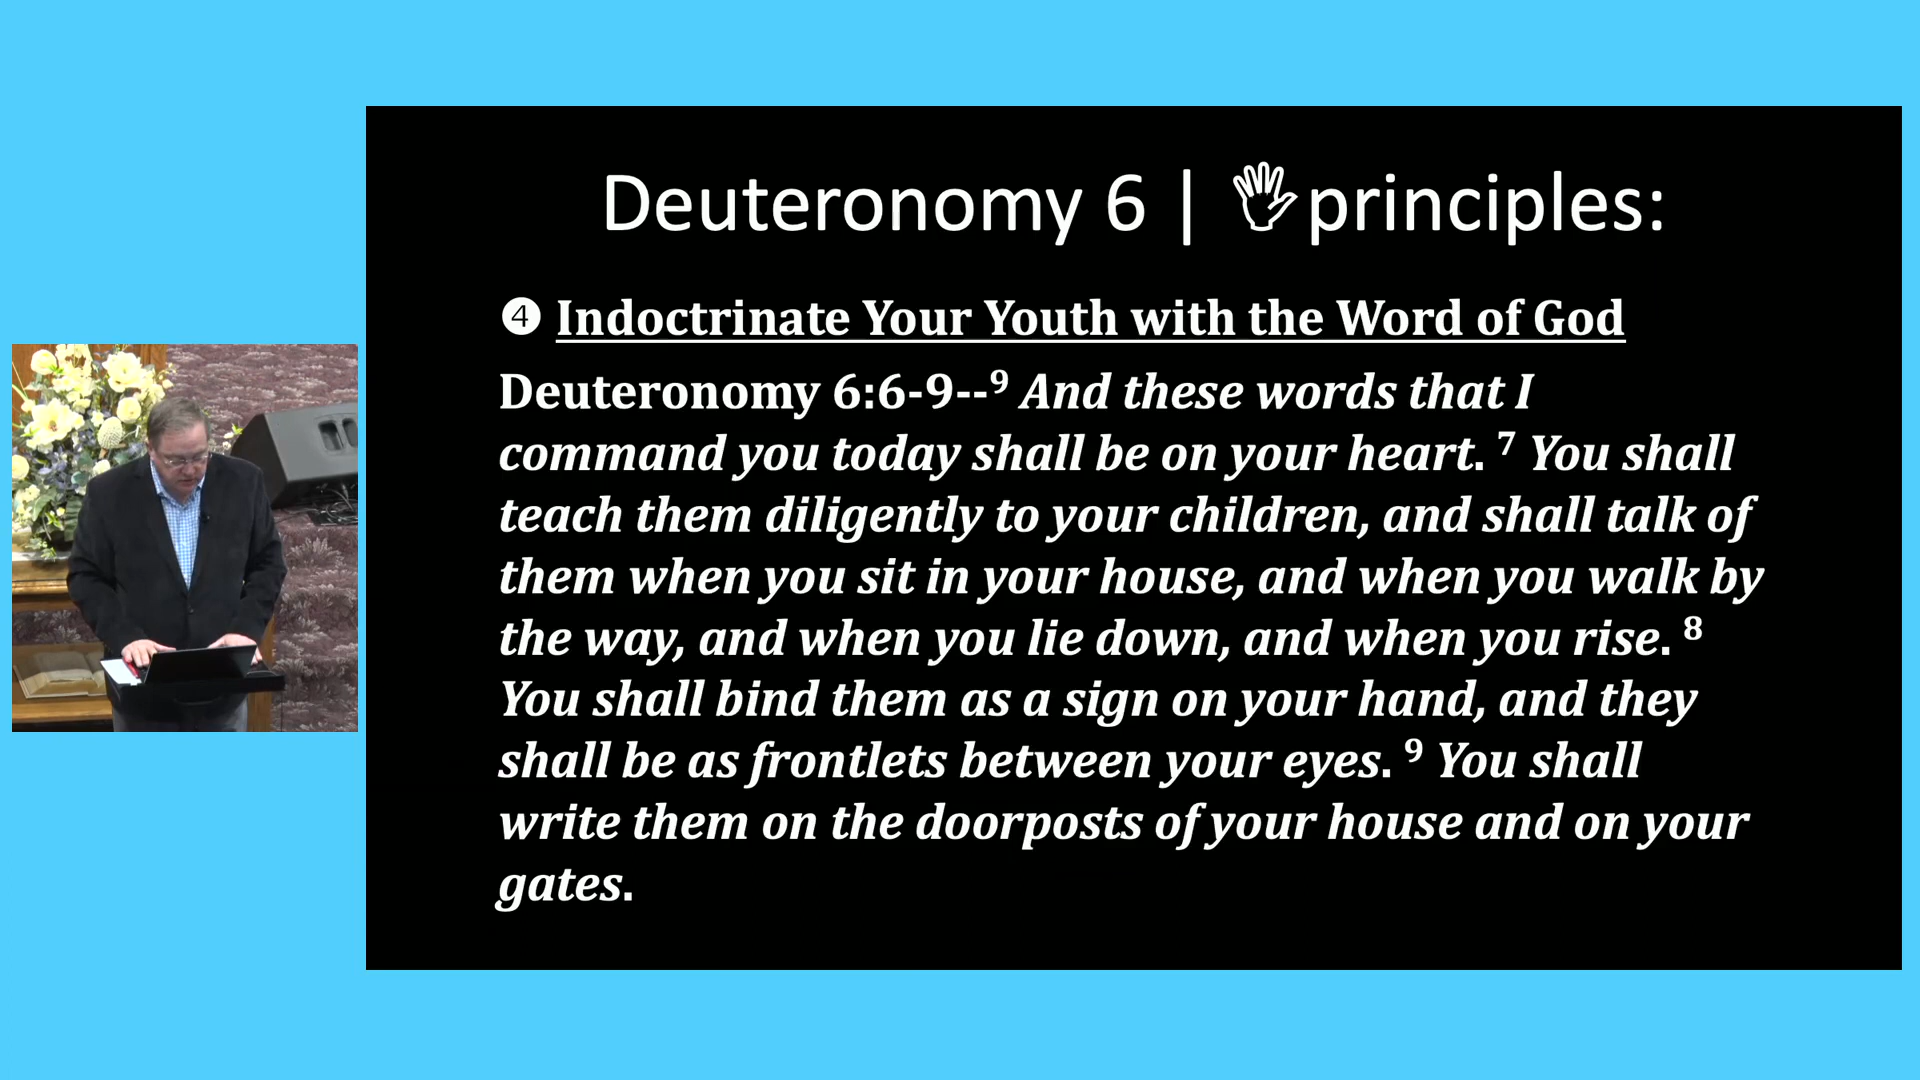 Deuteronomy 6 | 🖐principles:
❹ Indoctrinate Your Youth with the Word of God
Deuteronomy 6:6-9--⁹ And these words that I
command you today shall be on your heart. ⁷ You shall
teach them diligently to your children, and shall talk of
them when you sit in your house, and when you walk by
the way, and when you lie down, and when you rise. ⁸
You shall bind them as a sign on your hand, and they
shall be as frontlets between your eyes. ⁹ You shall
write them on the doorposts of your house and on your
gates.